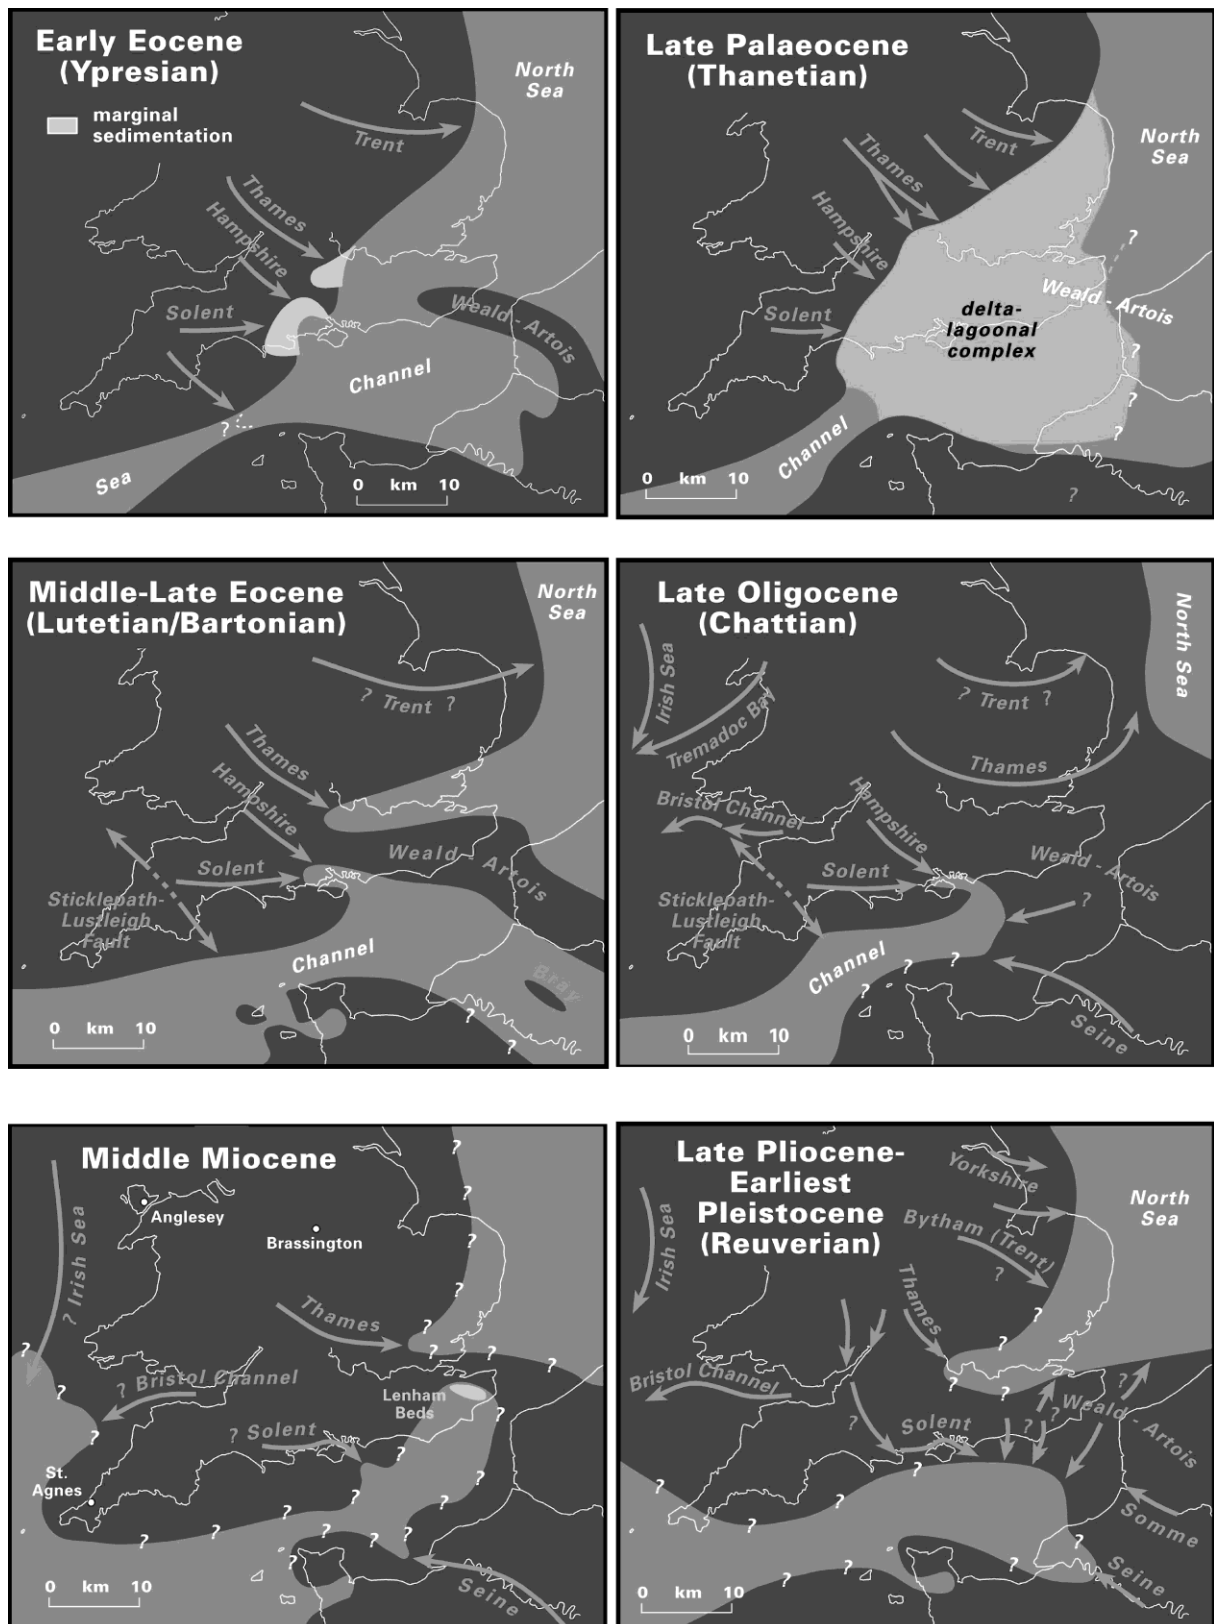 Early Eocene
(Ypresian)
marginal
sedimentation
North
Sea
Trent
Thames
Hampshire
Solent
Weald - Artois
Channel
?
Sea
0 km 10
Late Palaeocene
(Thanetian)
North
Sea
Trent
Thames
Hampshire
Solent
?
Weald - Artois
delta-
lagoonal
complex
?
?
?
Channel
0 km 10
?
Middle-Late Eocene
(Lutetian/Bartonian)
North
Sea
? Trent ?
Thames
Hampshire
Solent
Weald - Artois
Sticklepath-
Lustleigh
Fault
Channel
Bray
0 km 10
?
?
Late Oligocene
(Chattian)
North Sea
Irish Sea
Tremadoc Bay
? Trent ?
Thames
Bristol Channel
Hampshire
Solent
Weald - Artois
?
Sticklepath-
Lustleigh
Fault
Channel
?
?
?
Seine
0 km 10
Middle Miocene
?
?
?
Anglesey
Brassington
? Irish Sea
?
Thames
?
?
?
?
?
? Bristol Channel
?
?
Lenham
Beds
?
? Solent
?
?
St.
Agnes
?
?
?
?
?
?
?
?
Seine
0 km 10
Late Pliocene-
Earliest
Pleistocene
(Reuverian)
Yorkshire
North
Sea
Irish Sea
Bytham (Trent)
?
Thames
?
?
?
Bristol Channel
?
Weald - Artois
?
?
?
Solent
?
?
?
?
Somme
?
?
?
Seine
0 km 10